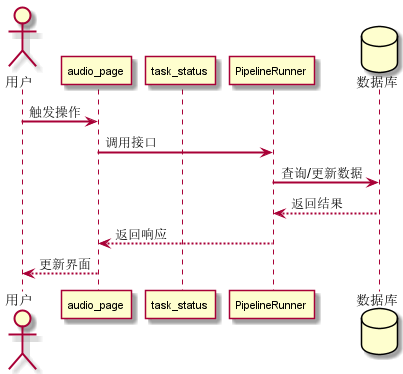 用户
audio_page
task_status
PipelineRunner
数据库
触发操作
调用接口
查询/更新数据
返回结果
返回响应
更新界面
用户
audio_page
task_status
PipelineRunner
数据库